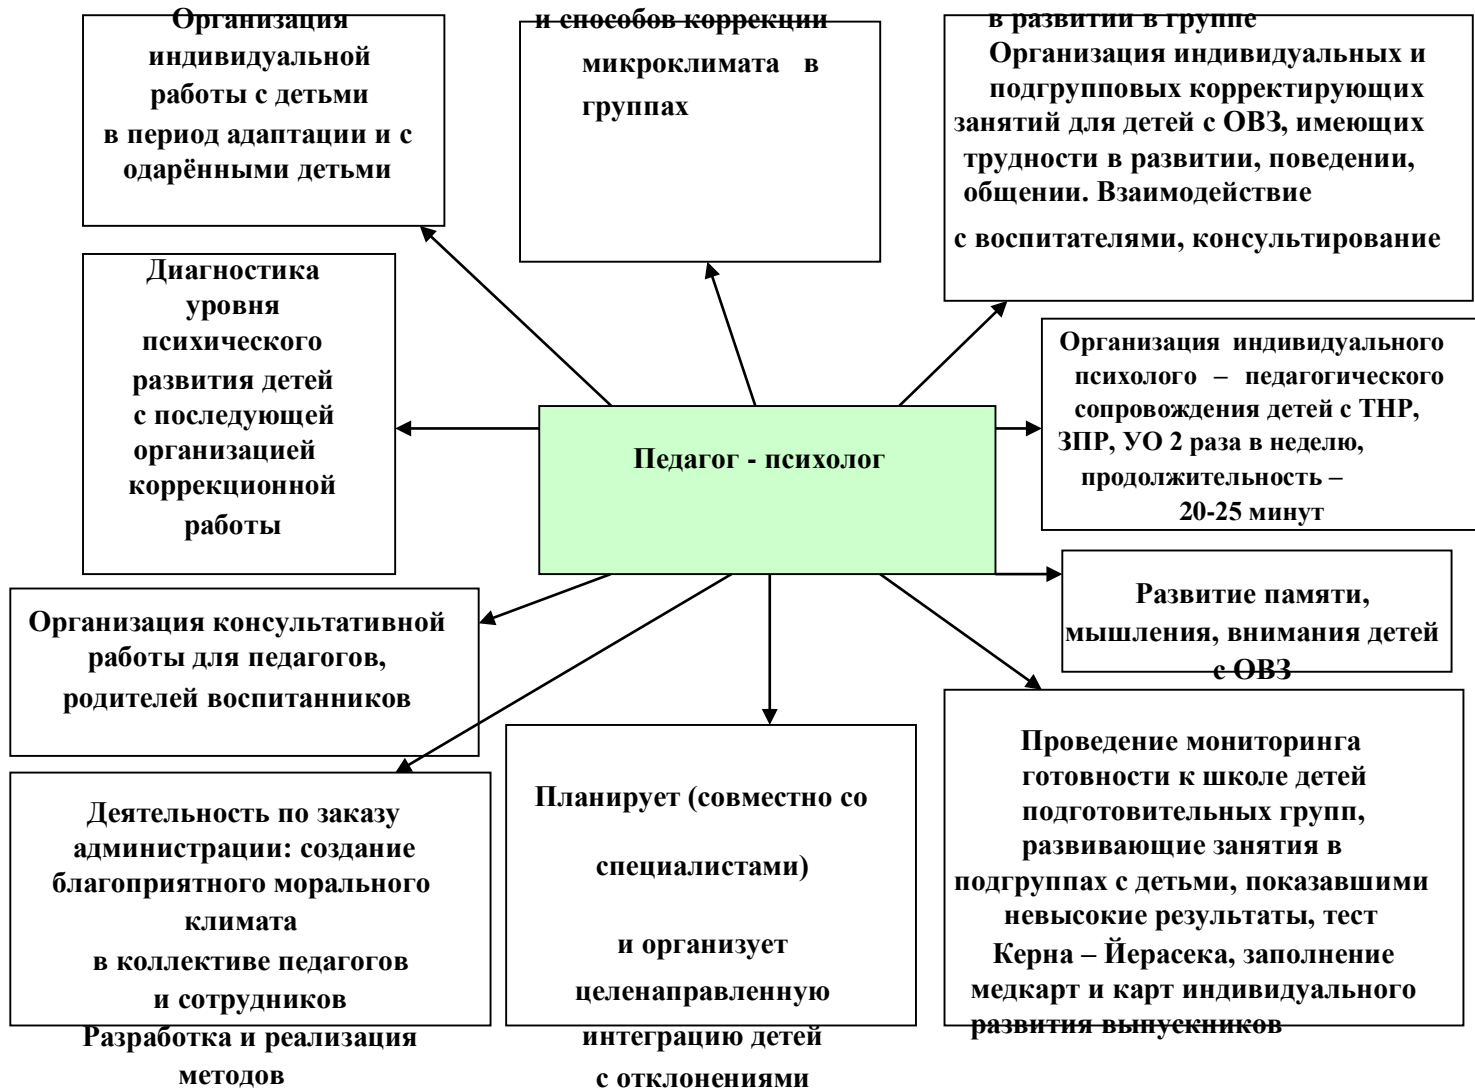 Организация
индивидуальной
работы с детьми
в период адаптации и с
одарёнными детьми
и способов коррекции
микроклимата в
группах
в развитии в группе
Организация индивидуальных и
подгрупповых корректирующих
занятий для детей с ОВЗ, имеющих
трудности в развитии, поведении,
общении. Взаимодействие
с воспитателями, консультирование
Диагностика
уровня
психического
развития детей
с последующей
организацией
коррекционной
работы
Педагог - психолог
Организация индивидуального
психолого – педагогического
сопровождения детей с ТНР,
ЗПР, УО 2 раза в неделю,
продолжительность –
20-25 минут
Развитие памяти,
мышления, внимания детей
с ОВЗ
Организация консультативной
работы для педагогов,
родителей воспитанников
Деятельность по заказу
администрации: создание
благоприятного морального
климата
в коллективе педагогов
и сотрудников
Разработка и реализация
методов
Планирует (совместно со
специалистами)
и организует
целенаправленную
интеграцию детей
с отклонениями
Проведение мониторинга
готовности к школе детей
подготовительных групп,
развивающие занятия в
подгруппах с детьми, показавшими
невысокие результаты, тест
Керна – Йерасека, заполнение
медкарт и карт индивидуального
развития выпускников